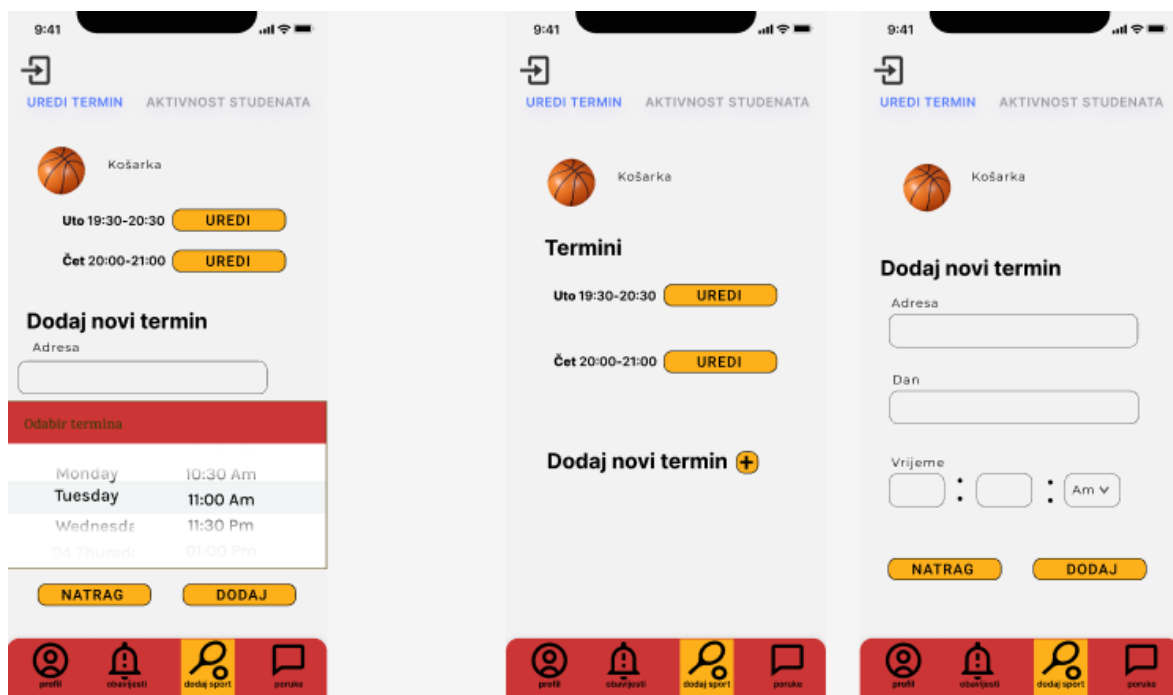 9:41
UREDI TERMIN AKTIVNOST STUDENATA
Košarka
Uto 19:30-20:30 UREDI
Čet 20:00-21:00 UREDI
Dodaj novi termin
Adresa
Odabir termina
Monday 10:30 Am
Tuesday 11:00 Am
Wednesda 11:30 Pm
04 Thursd 01:00 Pm
NATRAG DODAJ
profil obavijesti dodaj sport poruke
9:41
UREDI TERMIN AKTIVNOST STUDENATA
Košarka
Termini
Uto 19:30-20:30 UREDI
Čet 20:00-21:00 UREDI
Dodaj novi termin +
profil obavijesti dodaj sport poruke
9:41
UREDI TERMIN AKTIVNOST STUDENATA
Košarka
Dodaj novi termin
Adresa
Dan
Vrijeme
: : Am
NATRAG DODAJ
profil obavijesti dodaj sport poruke